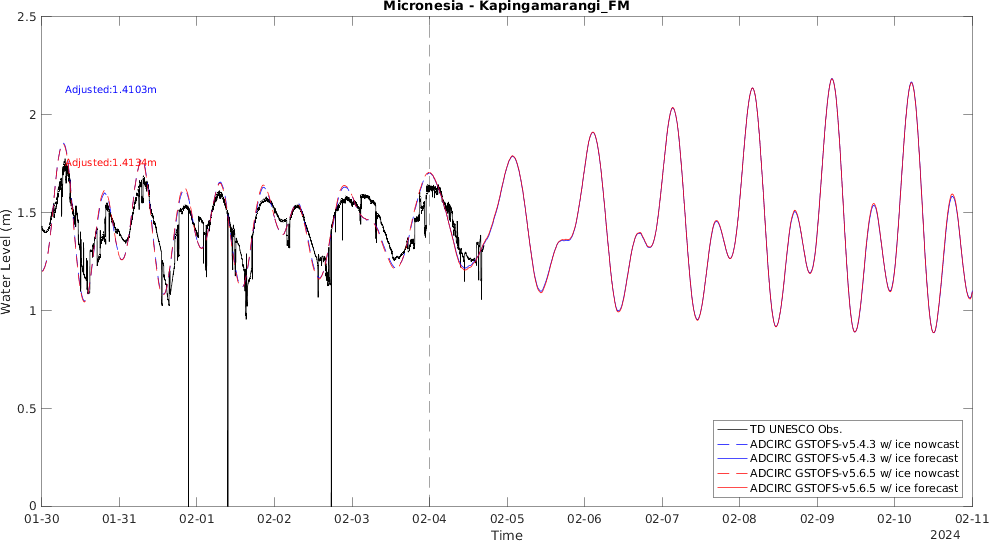 Micronesia - Kapingamarangi_FM
Water Level (m)
2.5
2
1.5
1
0.5
0
Adjusted:1.4103m
Adjusted:1.4134m
TD UNESCO Obs.
ADCIRC GSTOFS-v5.4.3 w/ ice nowcast
ADCIRC GSTOFS-v5.4.3 w/ ice forecast
ADCIRC GSTOFS-v5.6.5 w/ ice nowcast
ADCIRC GSTOFS-v5.6.5 w/ ice forecast
01-30 01-31 02-01 02-02 02-03 02-04 02-05 02-06 02-07 02-08 02-09 02-10 02-11
Time
2024